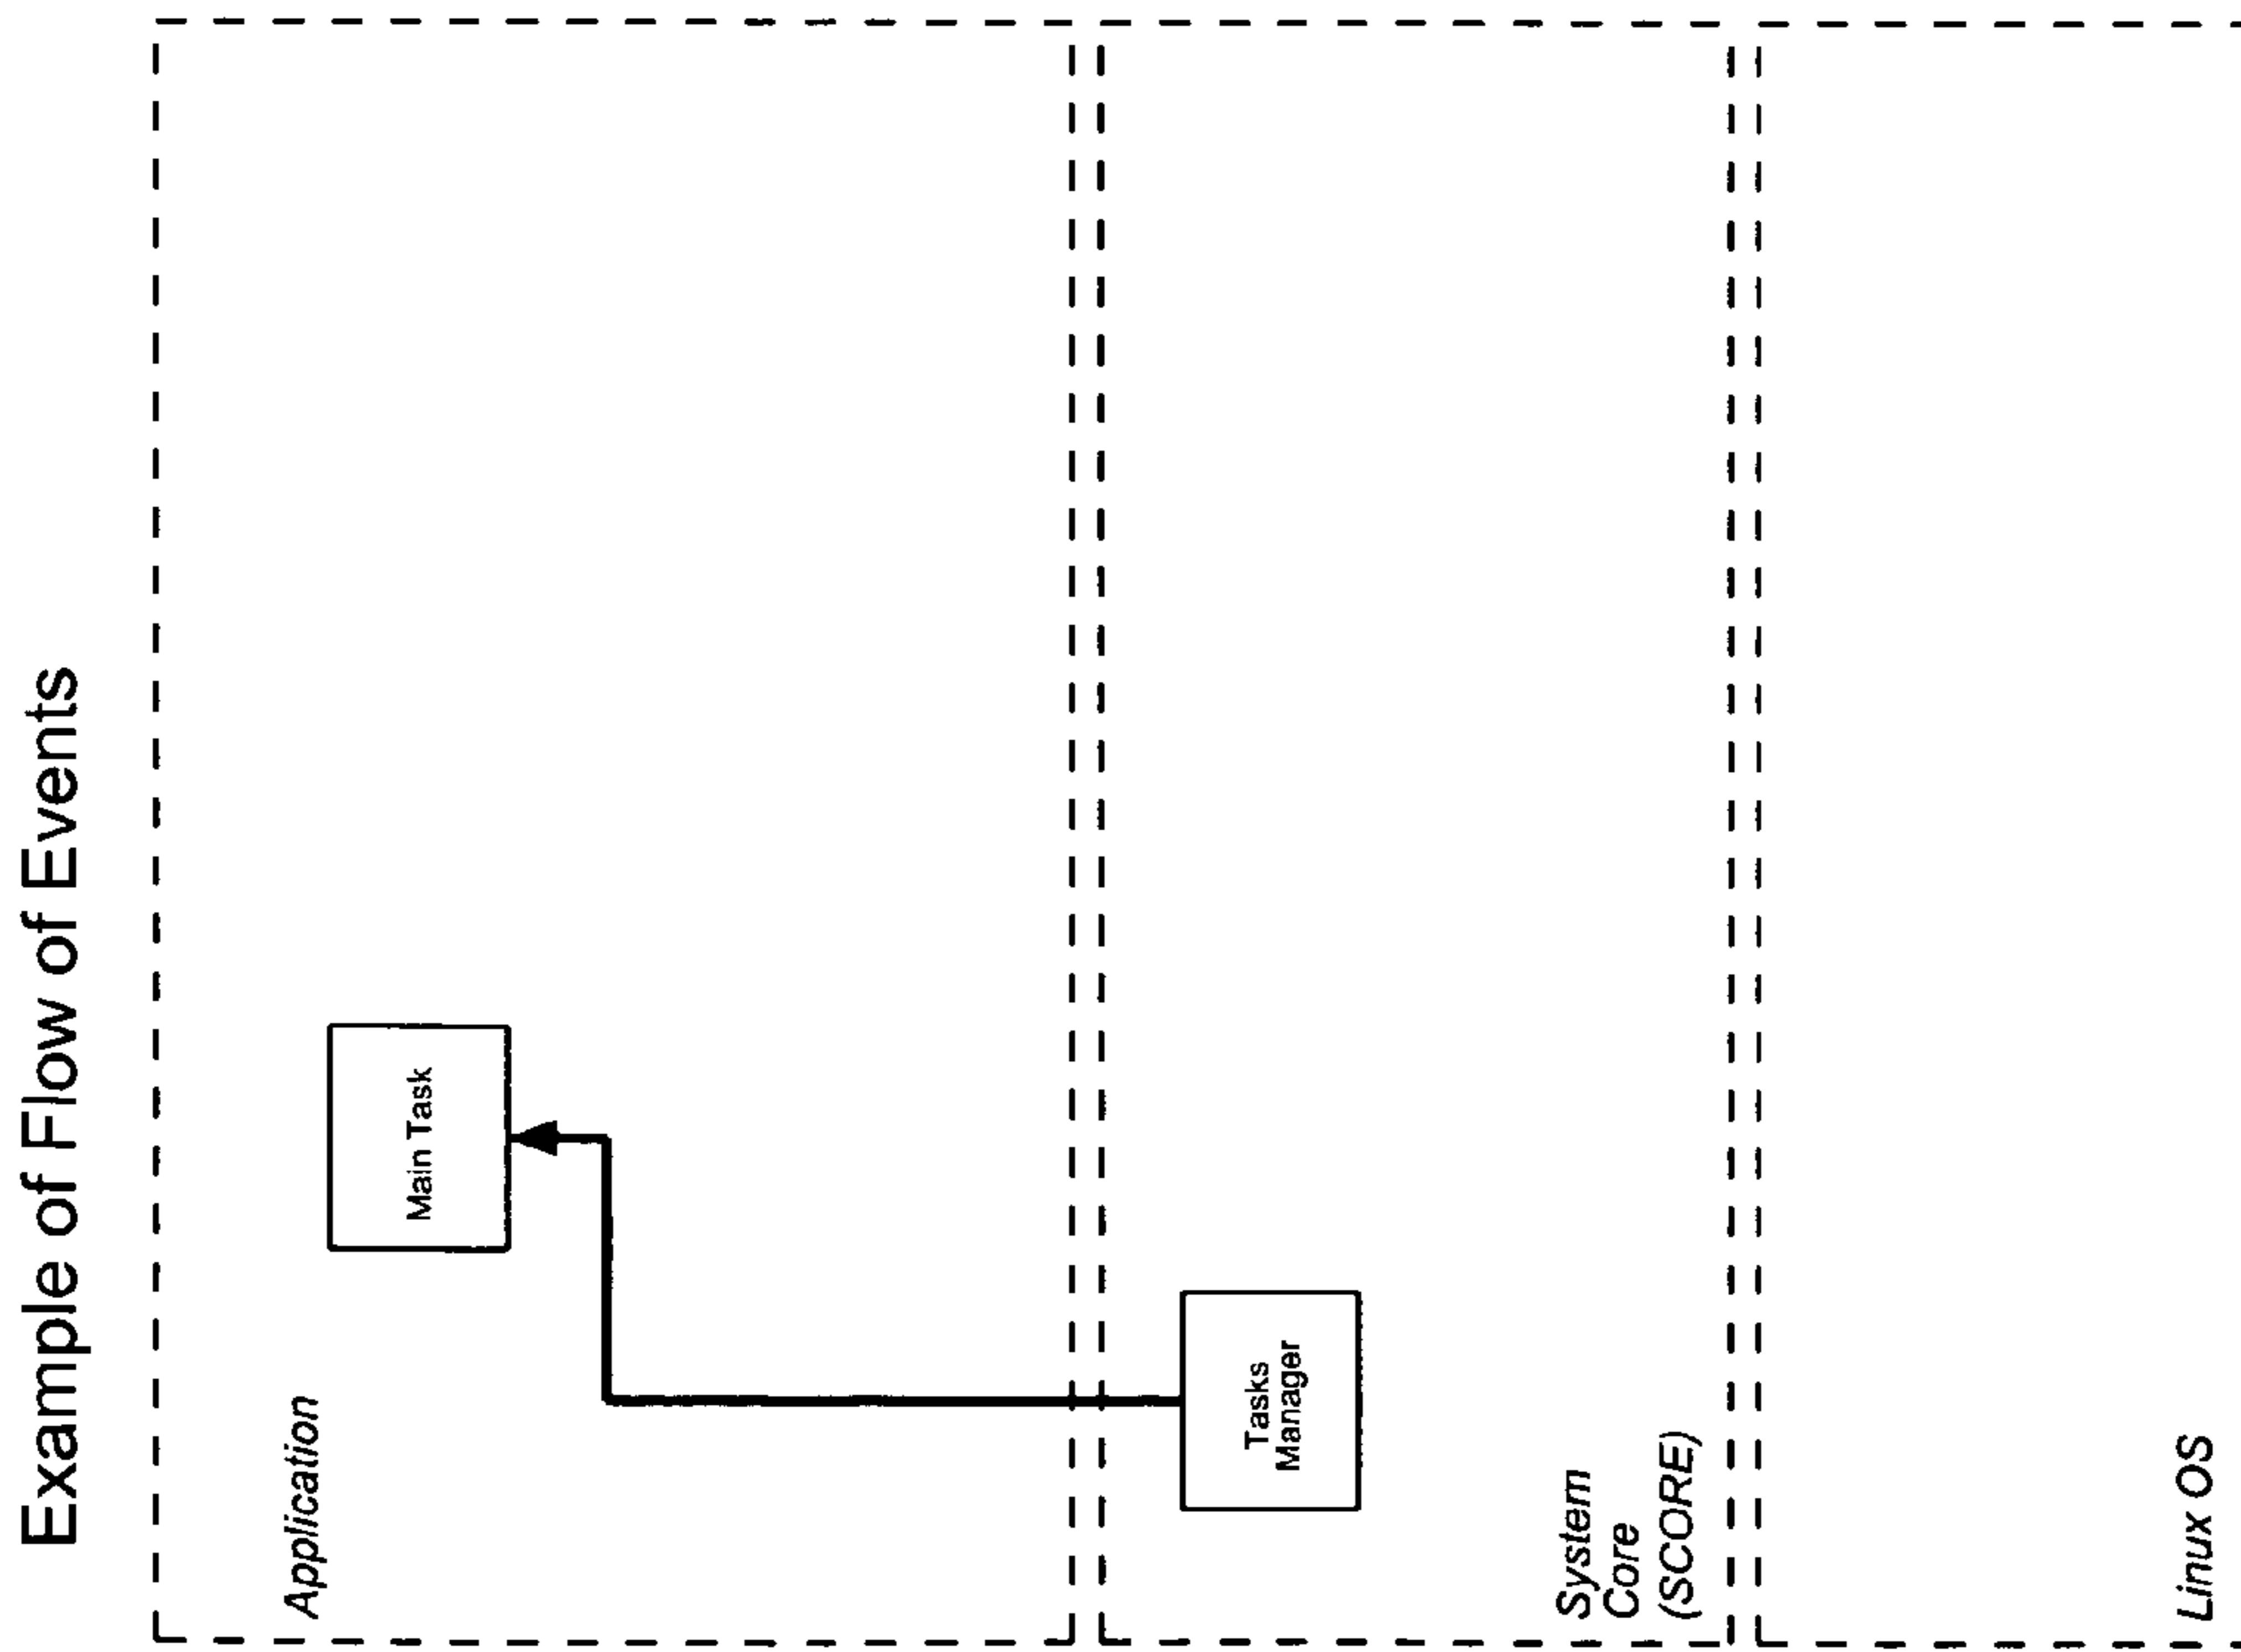 Example of Flow of Events
Application
Main Task
Tasks
Manager
System
Core
(SCORE)
Linux OS